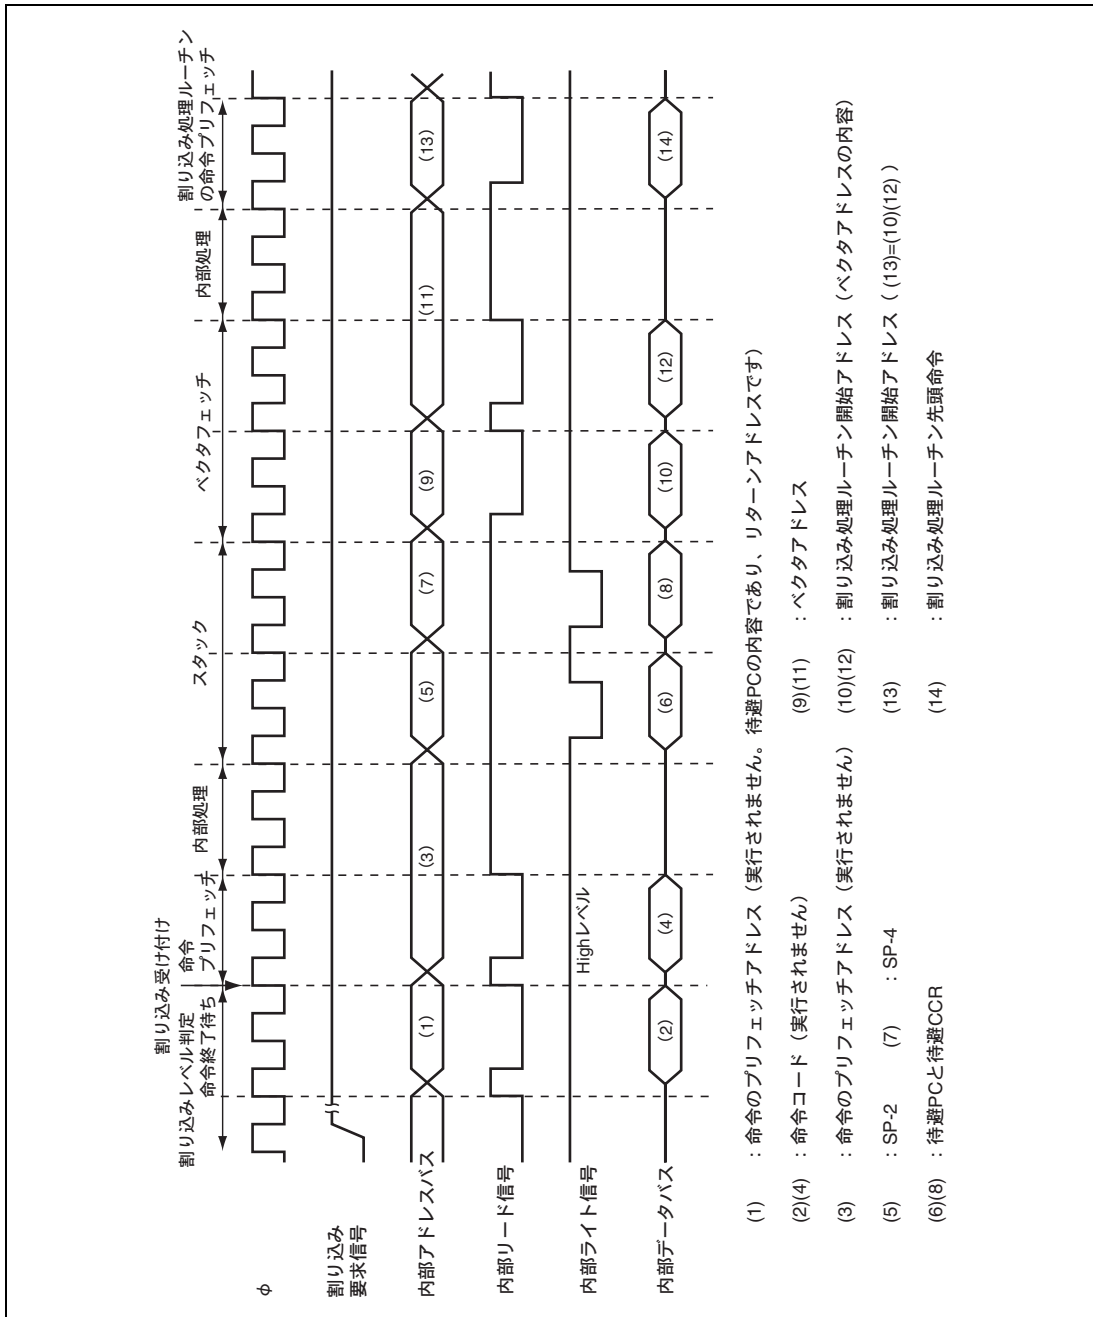 割り込み受け付け
割り込みレベル判定
命令終了待ち
命令
プリフェッチ
内部処理
スタック
ベクタフェッチ
内部処理
割り込み処理ルーチン
の命令プリフェッチ
φ
割り込み
要求信号
内部アドレスバス
(1)
(3)
(5)
(7)
(9)
(11)
(13)
内部リード信号
内部ライト信号
Highレベル
内部データバス
(2)
(4)
(6)
(8)
(10)
(12)
(14)
(1) : 命令のプリフェッチアドレス（実行されません。待避PCの内容であり、リターンアドレスです）
(2)(4) : 命令コード（実行されません）
(3) : 命令のプリフェッチアドレス（実行されません）
(5) : SP-2 (7) : SP-4
(6)(8) : 待避PCと待避CCR
(9)(11) : ベクタアドレス
(10)(12) : 割り込み処理ルーチン開始アドレス（ベクタアドレスの内容）
(13) : 割り込み処理ルーチン開始アドレス（ (13)=(10)(12) ）
(14) : 割り込み処理ルーチン先頭命令